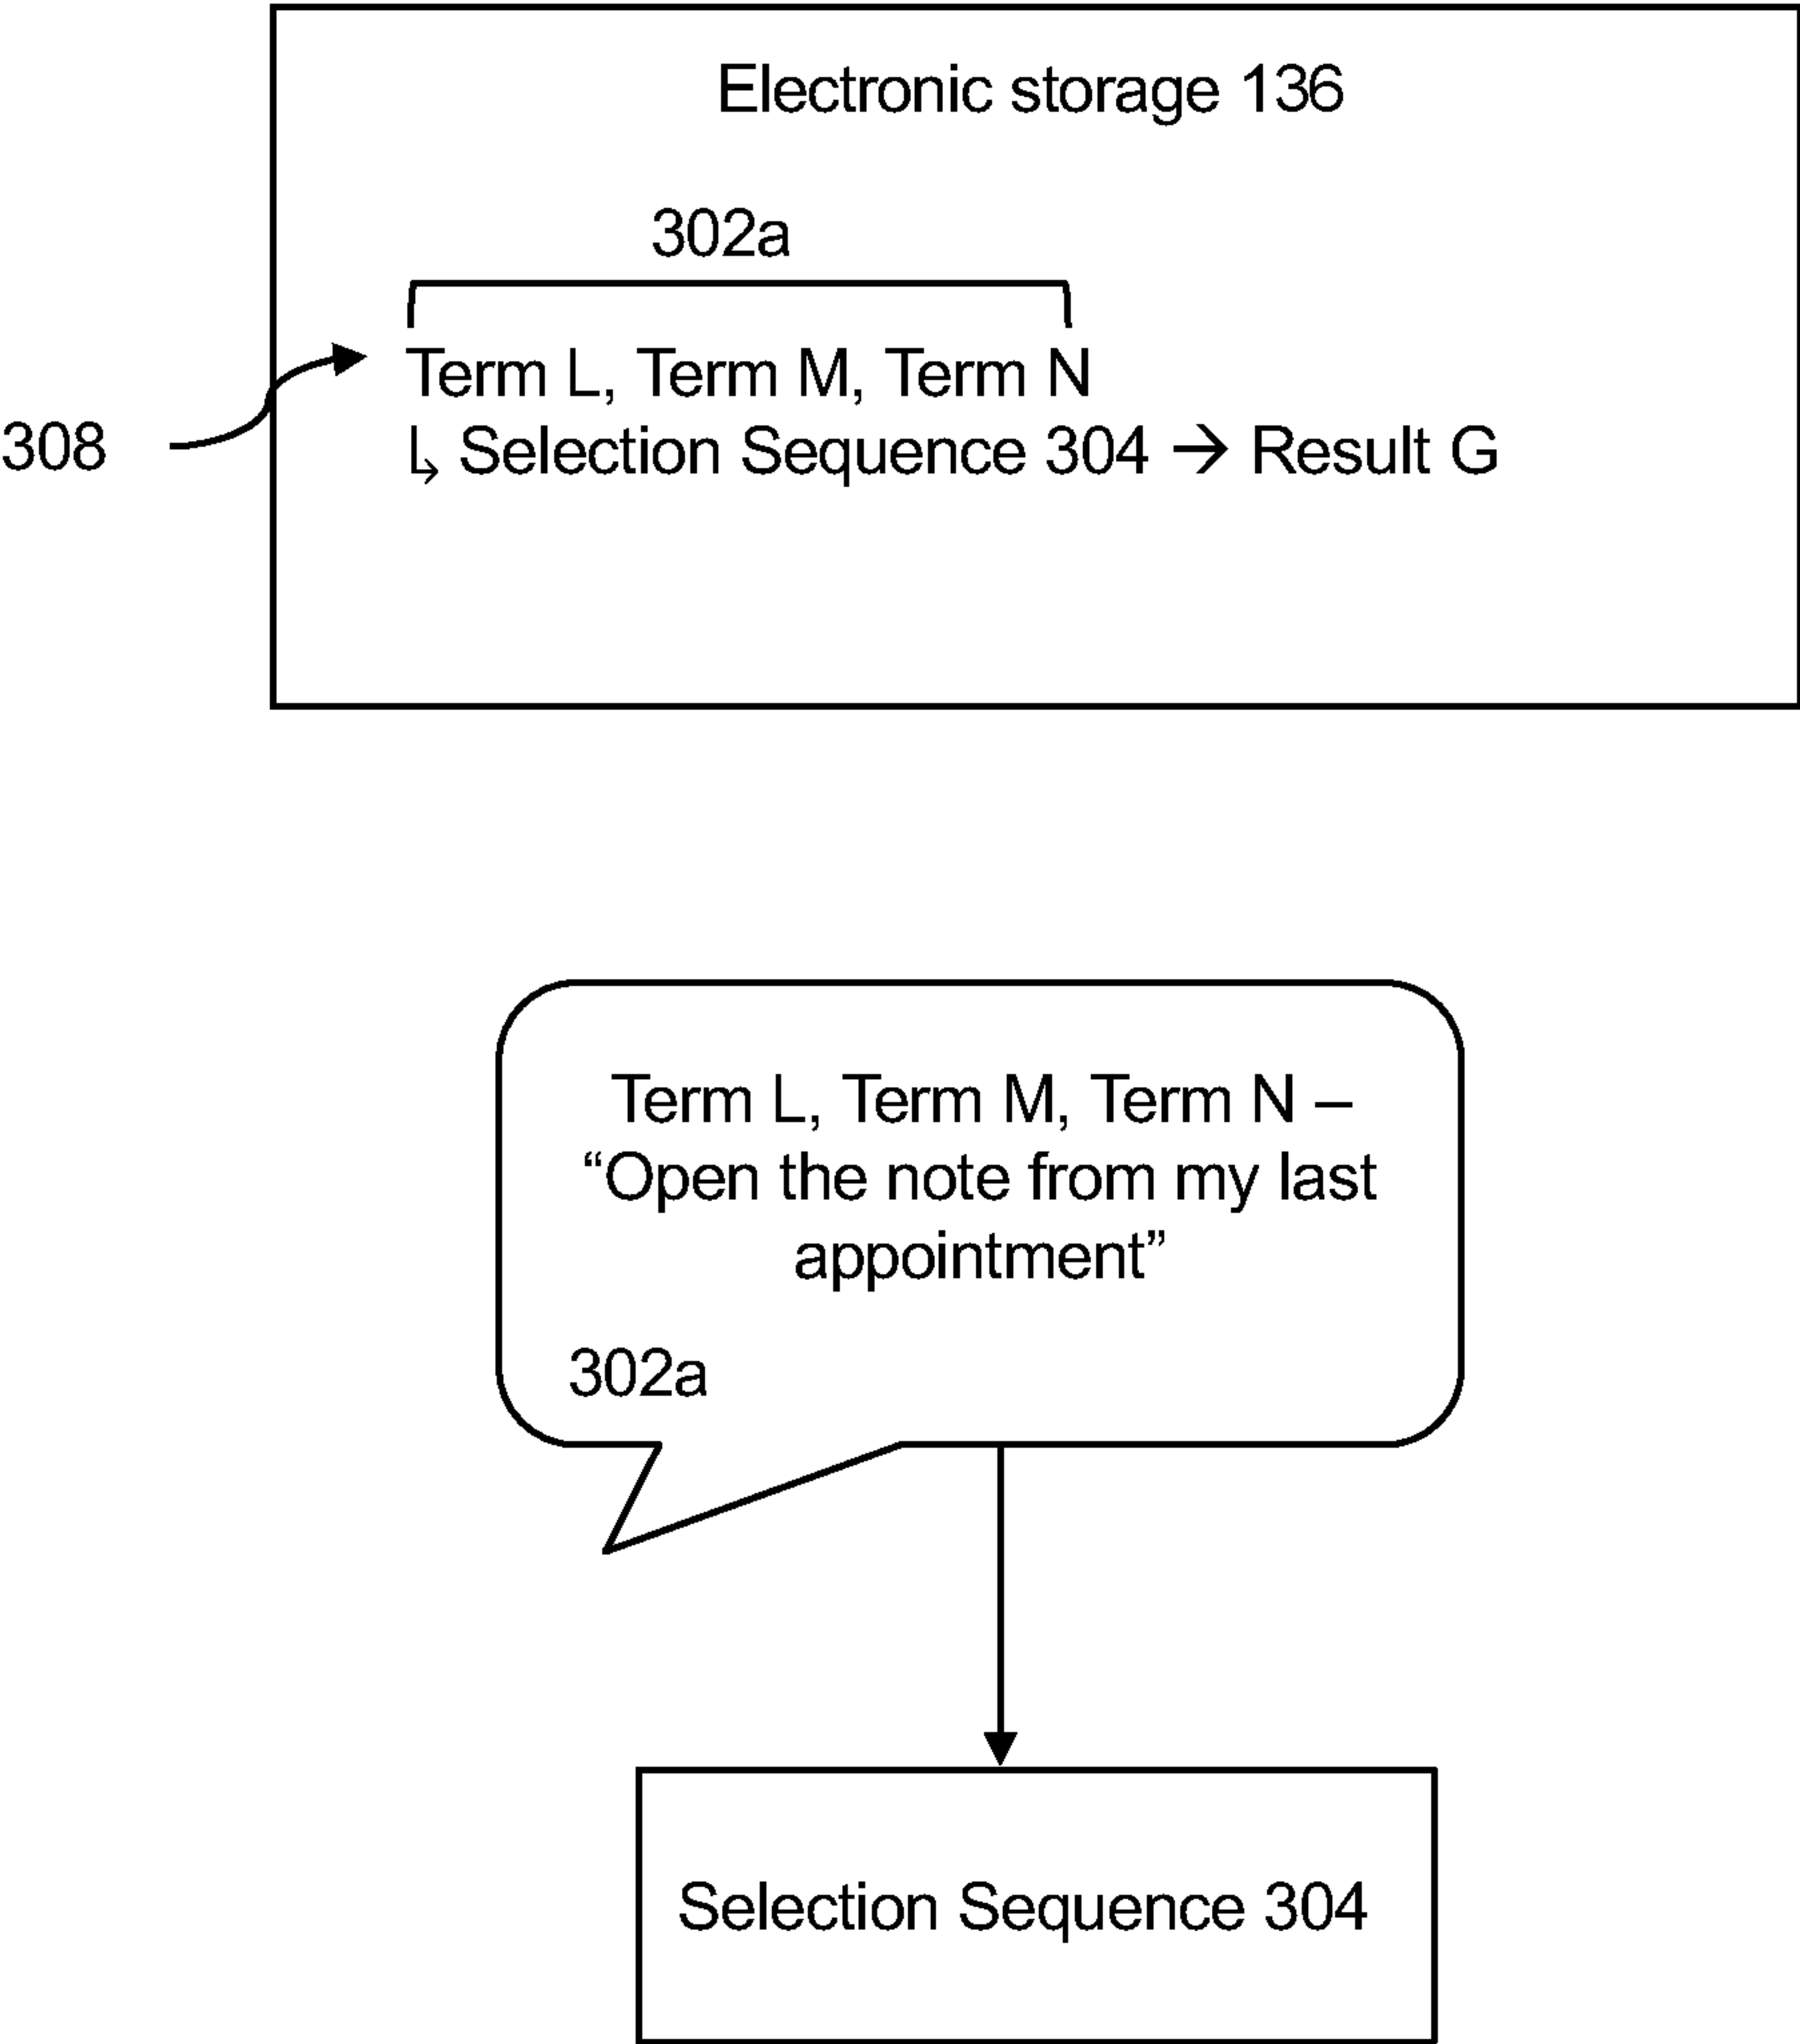 Electronic storage 136
302a
Term L, Term M, Term N
308
↳ Selection Sequence 304 → Result G
Term L, Term M, Term N –
“Open the note from my last
appointment”
302a
Selection Sequence 304